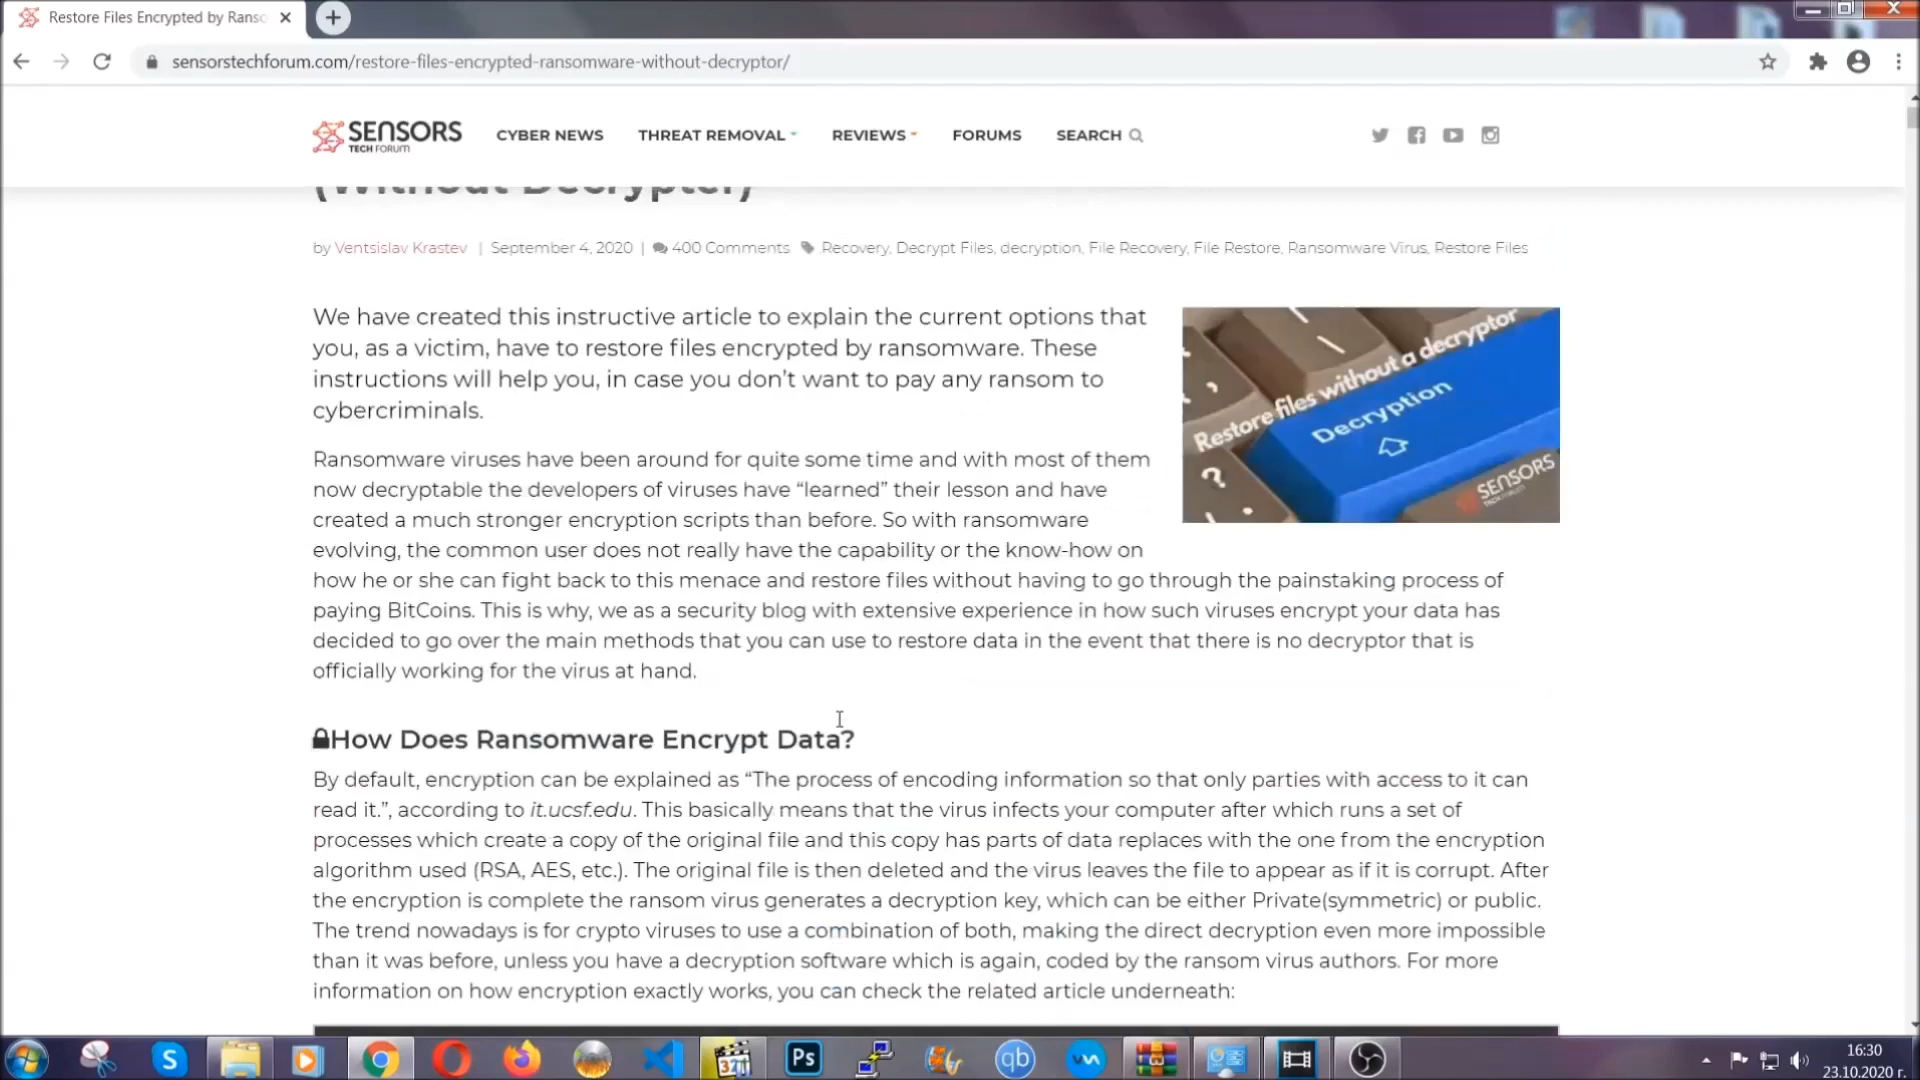 Restore Files Encrypted by Ranso
sensorstechforum.com/restore-files-encrypted-ransomware-without-decryptor/
SENSORS
TECH FORUM
CYBER NEWS
THREAT REMOVAL
REVIEWS
FORUMS
SEARCH
(Without Decrypter)
by Ventsislav Krastev | September 4, 2020 | 400 Comments Recovery, Decrypt Files, decryption, File Recovery, File Restore, Ransomware Virus, Restore Files
We have created this instructive article to explain the current options that
you, as a victim, have to restore files encrypted by ransomware. These
instructions will help you, in case you don’t want to pay any ransom to
cybercriminals.
Restore files without a decryptor
Decryption
SENSORS
Ransomware viruses have been around for quite some time and with most of them
now decryptable the developers of viruses have “learned” their lesson and have
created a much stronger encryption scripts than before. So with ransomware
evolving, the common user does not really have the capability or the know-how on
how he or she can fight back to this menace and restore files without having to go through the painstaking process of
paying BitCoins. This is why, we as a security blog with extensive experience in how such viruses encrypt your data has
decided to go over the main methods that you can use to restore data in the event that there is no decryptor that is
officially working for the virus at hand.
How Does Ransomware Encrypt Data?
By default, encryption can be explained as “The process of encoding information so that only parties with access to it can
read it.”, according to it.ucsf.edu. This basically means that the virus infects your computer after which runs a set of
processes which create a copy of the original file and this copy has parts of data replaces with the one from the encryption
algorithm used (RSA, AES, etc.). The original file is then deleted and the virus leaves the file to appear as if it is corrupt. After
the encryption is complete the ransom virus generates a decryption key, which can be either Private(symmetric) or public.
The trend nowadays is for crypto viruses to use a combination of both, making the direct decryption even more impossible
than it was before, unless you have a decryption software which is again, coded by the ransom virus authors. For more
information on how encryption exactly works, you can check the related article underneath:
S
321
Ps
qb
16:30
23.10.2020 г.